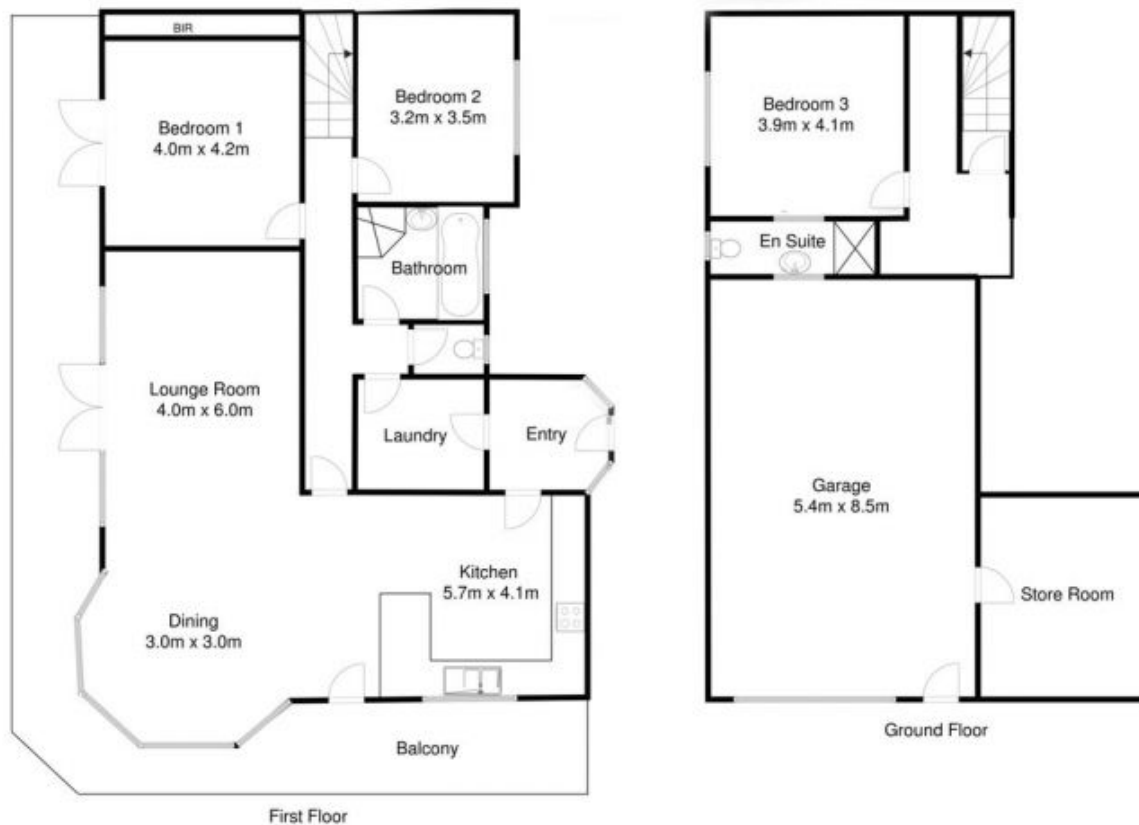 BIR
Bedroom 1
4.0m x 4.2m
Bedroom 2
3.2m x 3.5m
Bathroom
Lounge Room
4.0m x 6.0m
Laundry
Entry
Kitchen
5.7m x 4.1m
Dining
3.0m x 3.0m
Balcony
First Floor
Bedroom 3
3.9m x 4.1m
En Suite
Garage
5.4m x 8.5m
Store Room
Ground Floor